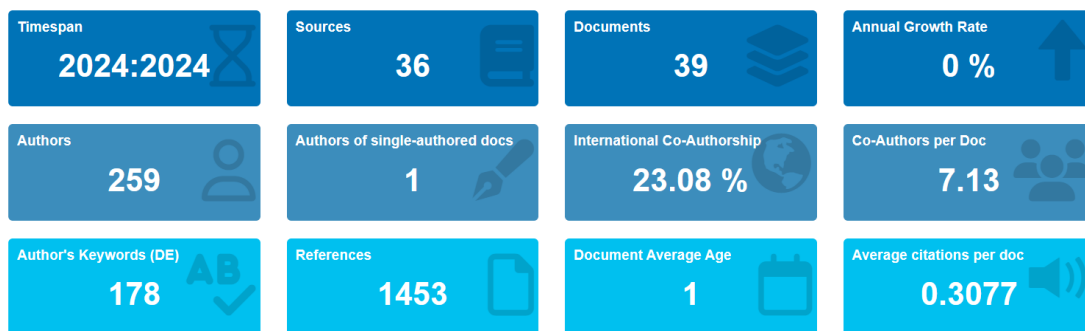 Timespan
2024:2024
Sources
36
Documents
39
Annual Growth Rate
0 %
Authors
259
Authors of single-authored docs
1
International Co-Authorship
23.08 %
Co-Authors per Doc
7.13
Author's Keywords (DE)
AB
178
References
1453
Document Average Age
1
Average citations per doc
0.3077